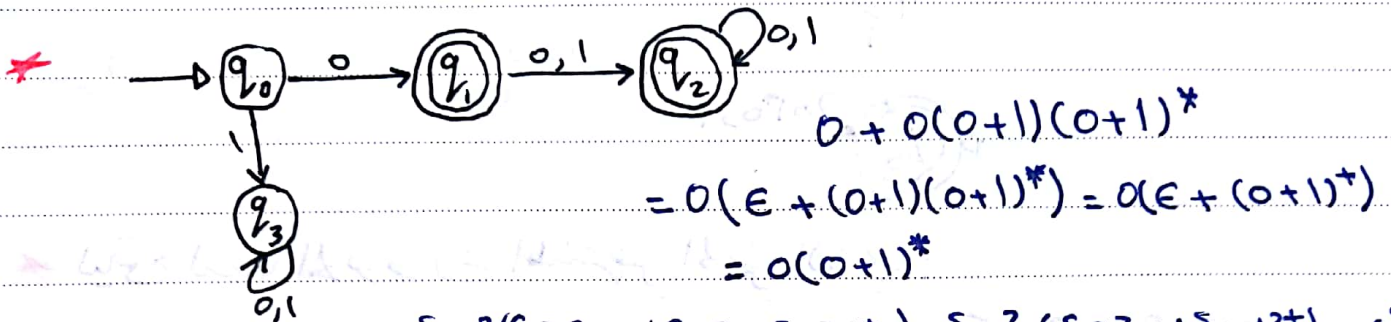 q₀ 0 q₁ 0,1 q₂ 0,1
1
q₃
0,1
0 + 0(0+1)(0+1)*
= 0(ϵ + (0+1)(0+1)*) = 0(ϵ + (0+1)⁺)
= 0(0+1)*